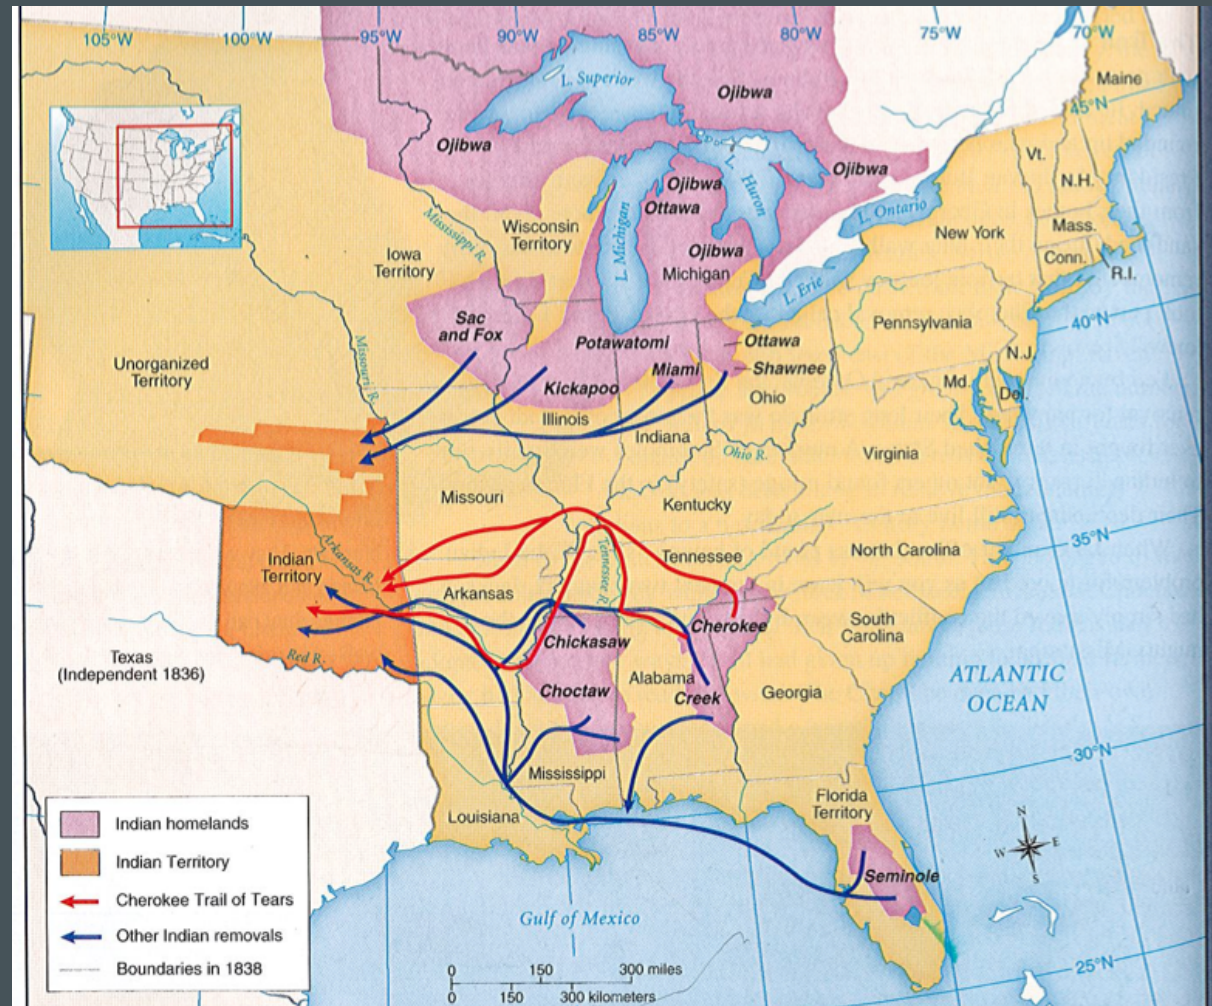 105°W
100°W
95°W
90°W
85°W
80°W
75°W
70°W
L. Superior
Ojibwa
Maine
45°N
Ojibwa
Ojibwa
Vt.
N.H.
L. Huron
Ojibwa
Ottawa
L. Ontario
Mississippi R.
Wisconsin
Territory
L. Michigan
New York
Mass.
Iowa
Territory
Ojibwa
Michigan
Conn.
R.I.
L. Erie
Sac
and Fox
Pennsylvania
40°N
Potawatomi
Ottawa
N.J.
Unorganized
Territory
Missouri R.
Miami
Shawnee
Md.
Del.
Kickapoo
Ohio
Illinois
Indiana
Ohio R.
Virginia
Missouri
Kentucky
35°N
Arkansas R.
Tennessee R.
Tennessee
North Carolina
Indian
Territory
Arkansas
Cherokee
South
Carolina
Chickasaw
Red R.
Texas
(Independent 1836)
Choctaw
Alabama
Creek
Georgia
ATLANTIC
OCEAN
30°N
Mississippi
Louisiana
Florida
Territory
Seminole
N
W
E
S
Gulf of Mexico
25°N
Indian homelands
Indian Territory
Cherokee Trail of Tears
Other Indian removals
Boundaries in 1838
0 150 300 miles
0 150 300 kilometers